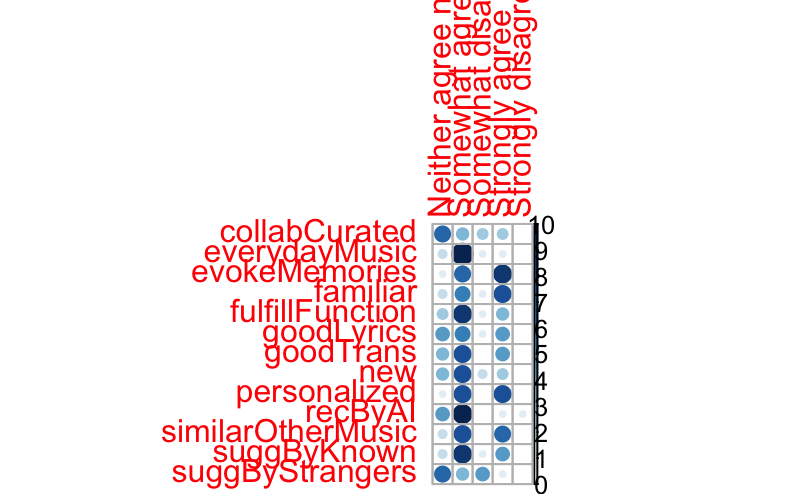 Neither agree n
Somewhat agre
Somewhat disa
Strongly agree
Strongly disagre
collabCurated
everydayMusic
evokeMemories
familiar
fulfillFunction
goodLyrics
goodTrans
new
personalized
recByAI
similarOtherMusic
suggByKnown
suggByStrangers
10
9
8
7
6
5
4
3
2
1
0